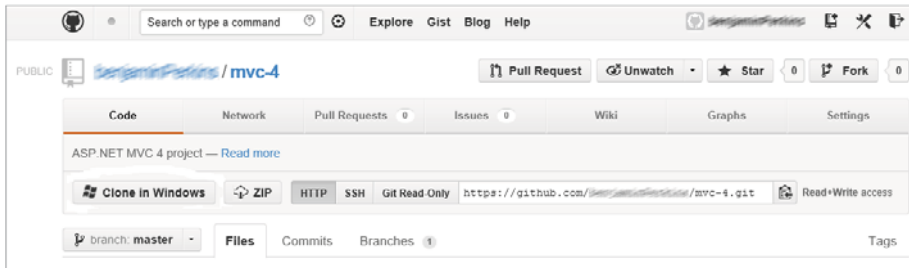 Search or type a command Explore Gist Blog Help
PUBLIC / mvc-4 Pull Request Unwatch Star 0 Fork 0
Code Network Pull Requests 0 Issues 0 Wiki Graphs Settings
ASP.NET MVC 4 project — Read more
Clone in Windows ZIP HTTP SSH Git Read-Only https://github.com/ /mvc-4.git Read+Write access
branch: master Files Commits Branches 1 Tags